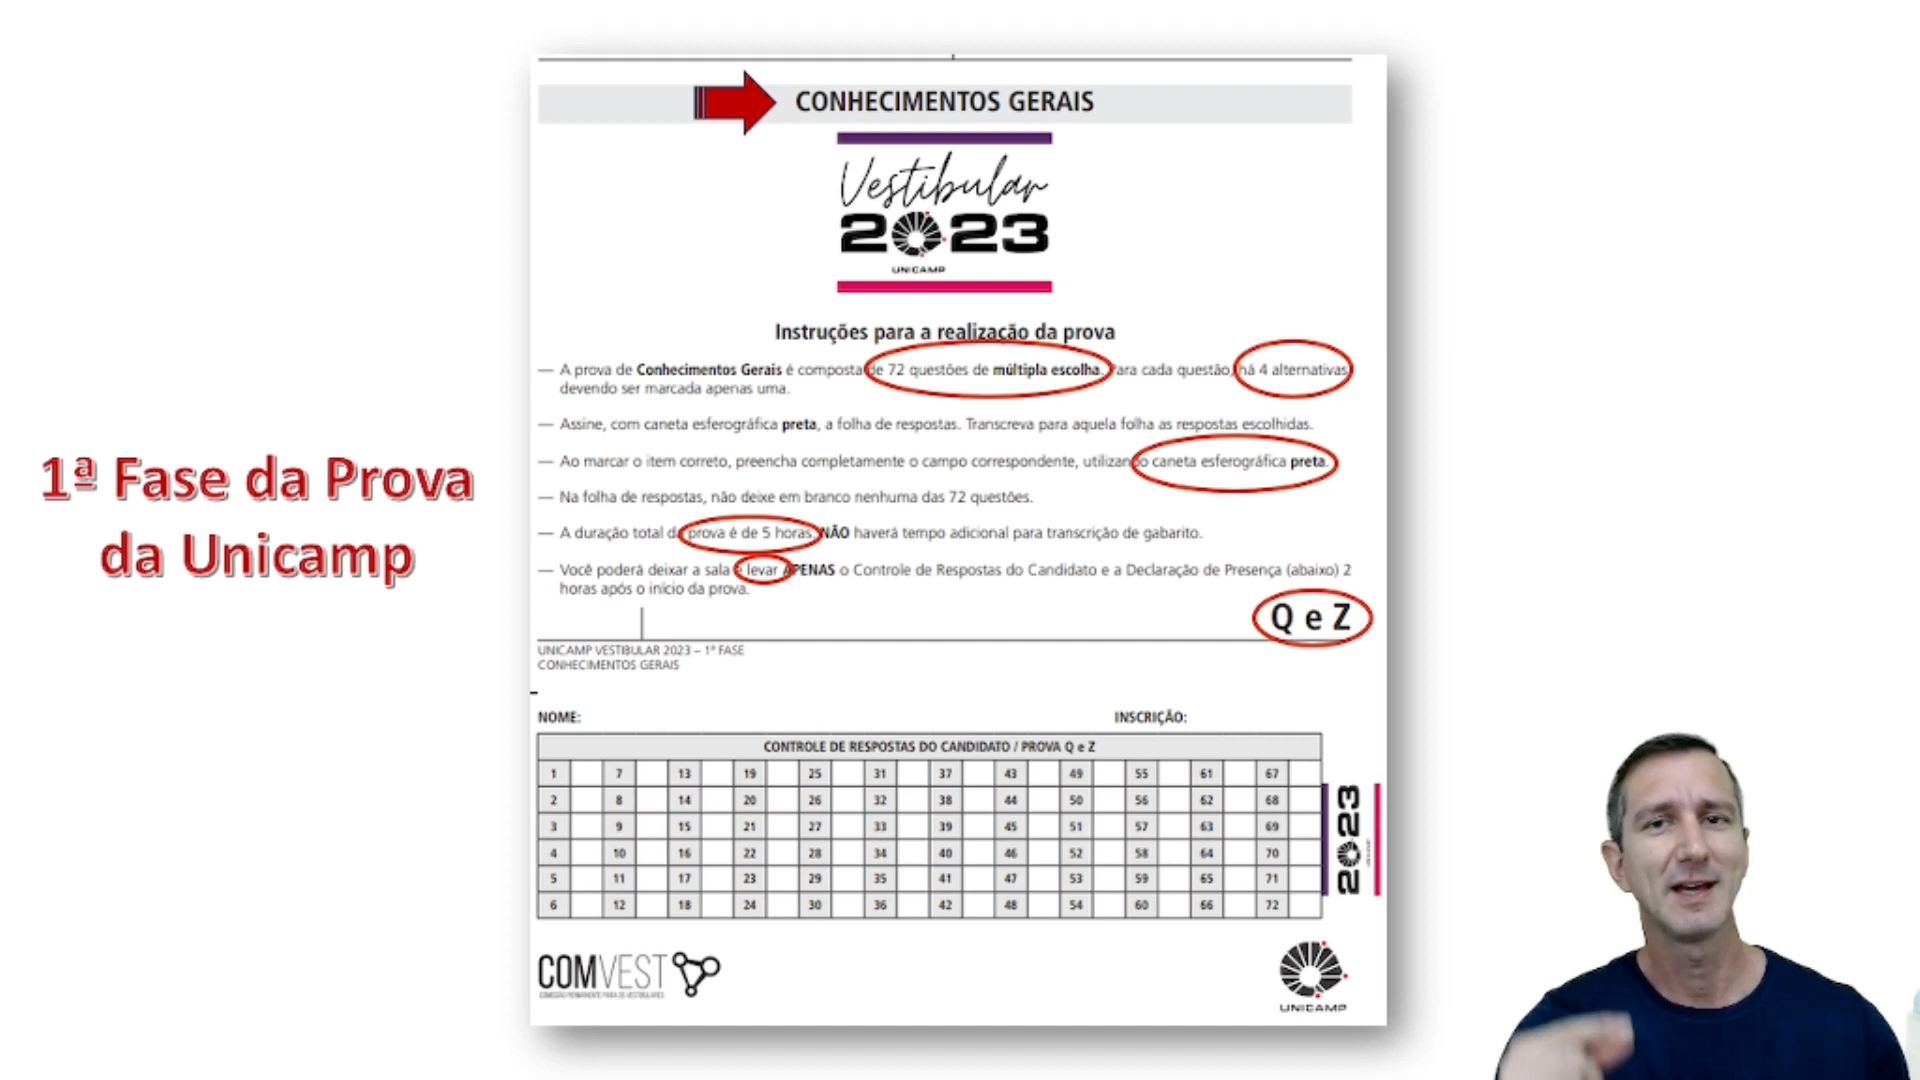 1ª Fase da Prova
da Unicamp
CONHECIMENTOS GERAIS
Vestibular
2023
UNICAMP
Instruções para a realização da prova
— A prova de Conhecimentos Gerais é composta de 72 questões de múltipla escolha. Para cada questão, há 4 alternativas,
devendo ser marcada apenas uma.
— Assine, com caneta esferográfica preta, a folha de respostas. Transcreva para aquela folha as respostas escolhidas.
— Ao marcar o item correto, preencha completamente o campo correspondente, utilizando caneta esferográfica preta.
— Na folha de respostas, não deixe em branco nenhuma das 72 questões.
— A duração total da prova é de 5 horas. NÃO haverá tempo adicional para transcrição de gabarito.
— Você poderá deixar a sala e levar APENAS o Controle de Respostas do Candidato e a Declaração de Presença (abaixo) 2
horas após o início da prova.
Q e Z
UNICAMP VESTIBULAR 2023 – 1ª FASE
CONHECIMENTOS GERAIS
NOME: INSCRIÇÃO:
CONTROLE DE RESPOSTAS DO CANDIDATO / PROVA Q e Z
1 7 13 19 25 31 37 43 49 55 61 67
2 8 14 20 26 32 38 44 50 56 62 68
3 9 15 21 27 33 39 45 51 57 63 69
4 10 16 22 28 34 40 46 52 58 64 70
5 11 17 23 29 35 41 47 53 59 65 71
6 12 18 24 30 36 42 48 54 60 66 72
2023
COMVEST
COMISSÃO PERMANENTE PARA OS VESTIBULARES
UNICAMP